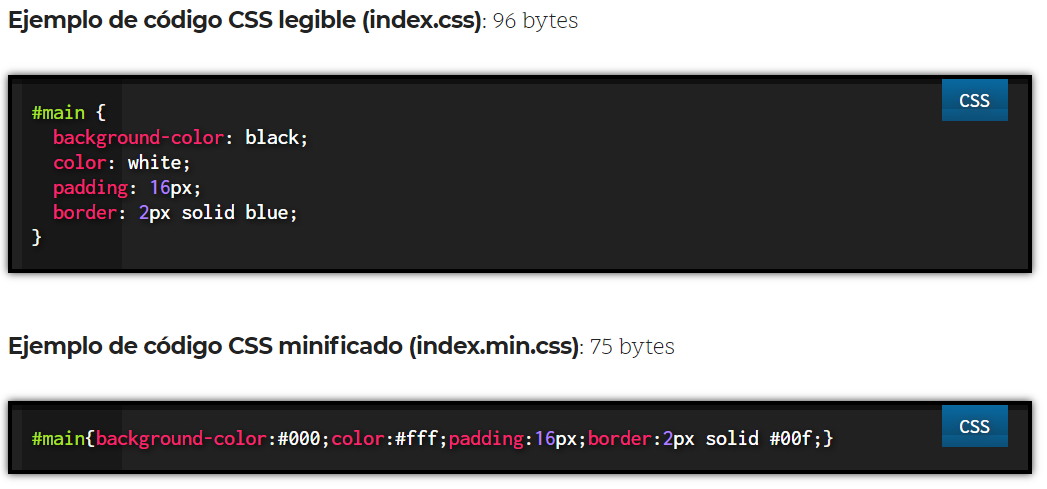 Ejemplo de código CSS legible (index.css): 96 bytes
CSS
#main {
  background-color: black;
  color: white;
  padding: 16px;
  border: 2px solid blue;
}
Ejemplo de código CSS minificado (index.min.css): 75 bytes
CSS
#main{background-color:#000;color:#fff;padding:16px;border:2px solid #00f;}